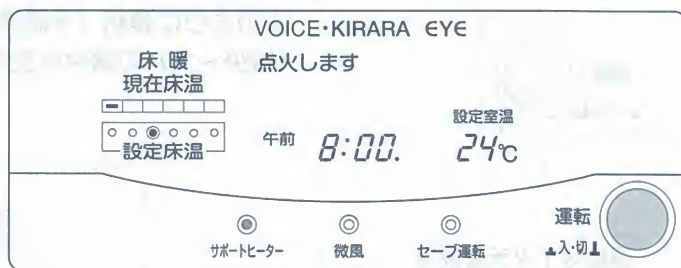 VOICE・KIRARA EYE
床 暖
現在床温
点火します
設定床温
午前 8:00.
設定室温
24℃
サポートヒーター
微風
セーブ運転
運転
入・切